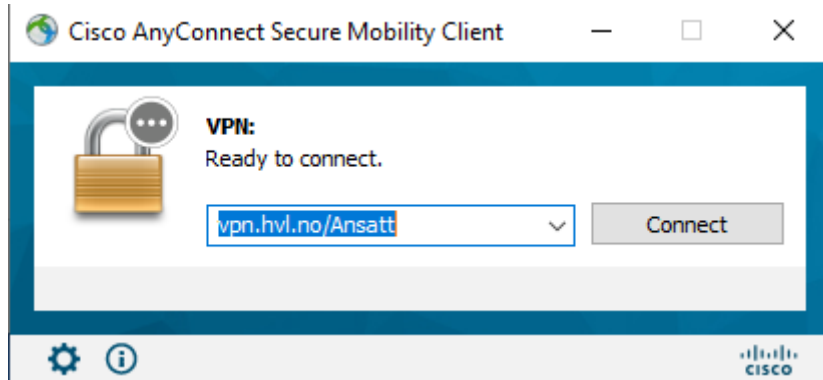 Cisco AnyConnect Secure Mobility Client
VPN:
Ready to connect.
vpn.hvl.no/Ansatt
Connect
CISCO